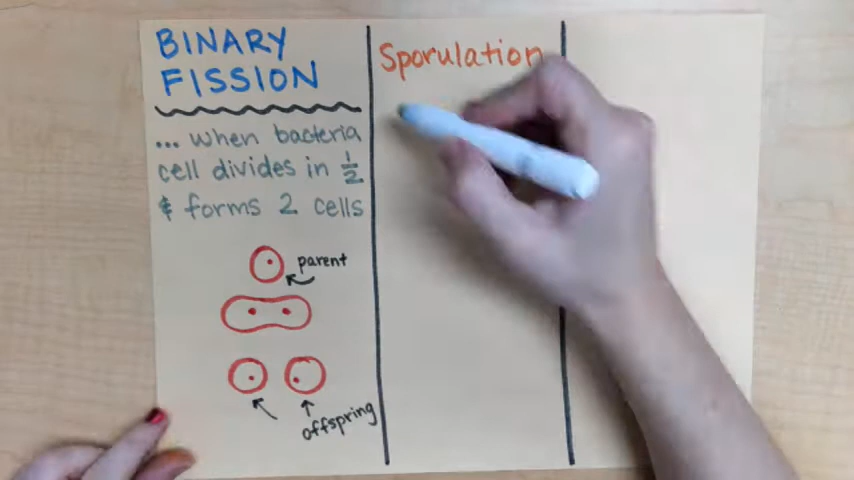 BINARY
FISSION
... when bacteria
cell divides in 1/2
& forms 2 cells
parent
offspring
Sporulation